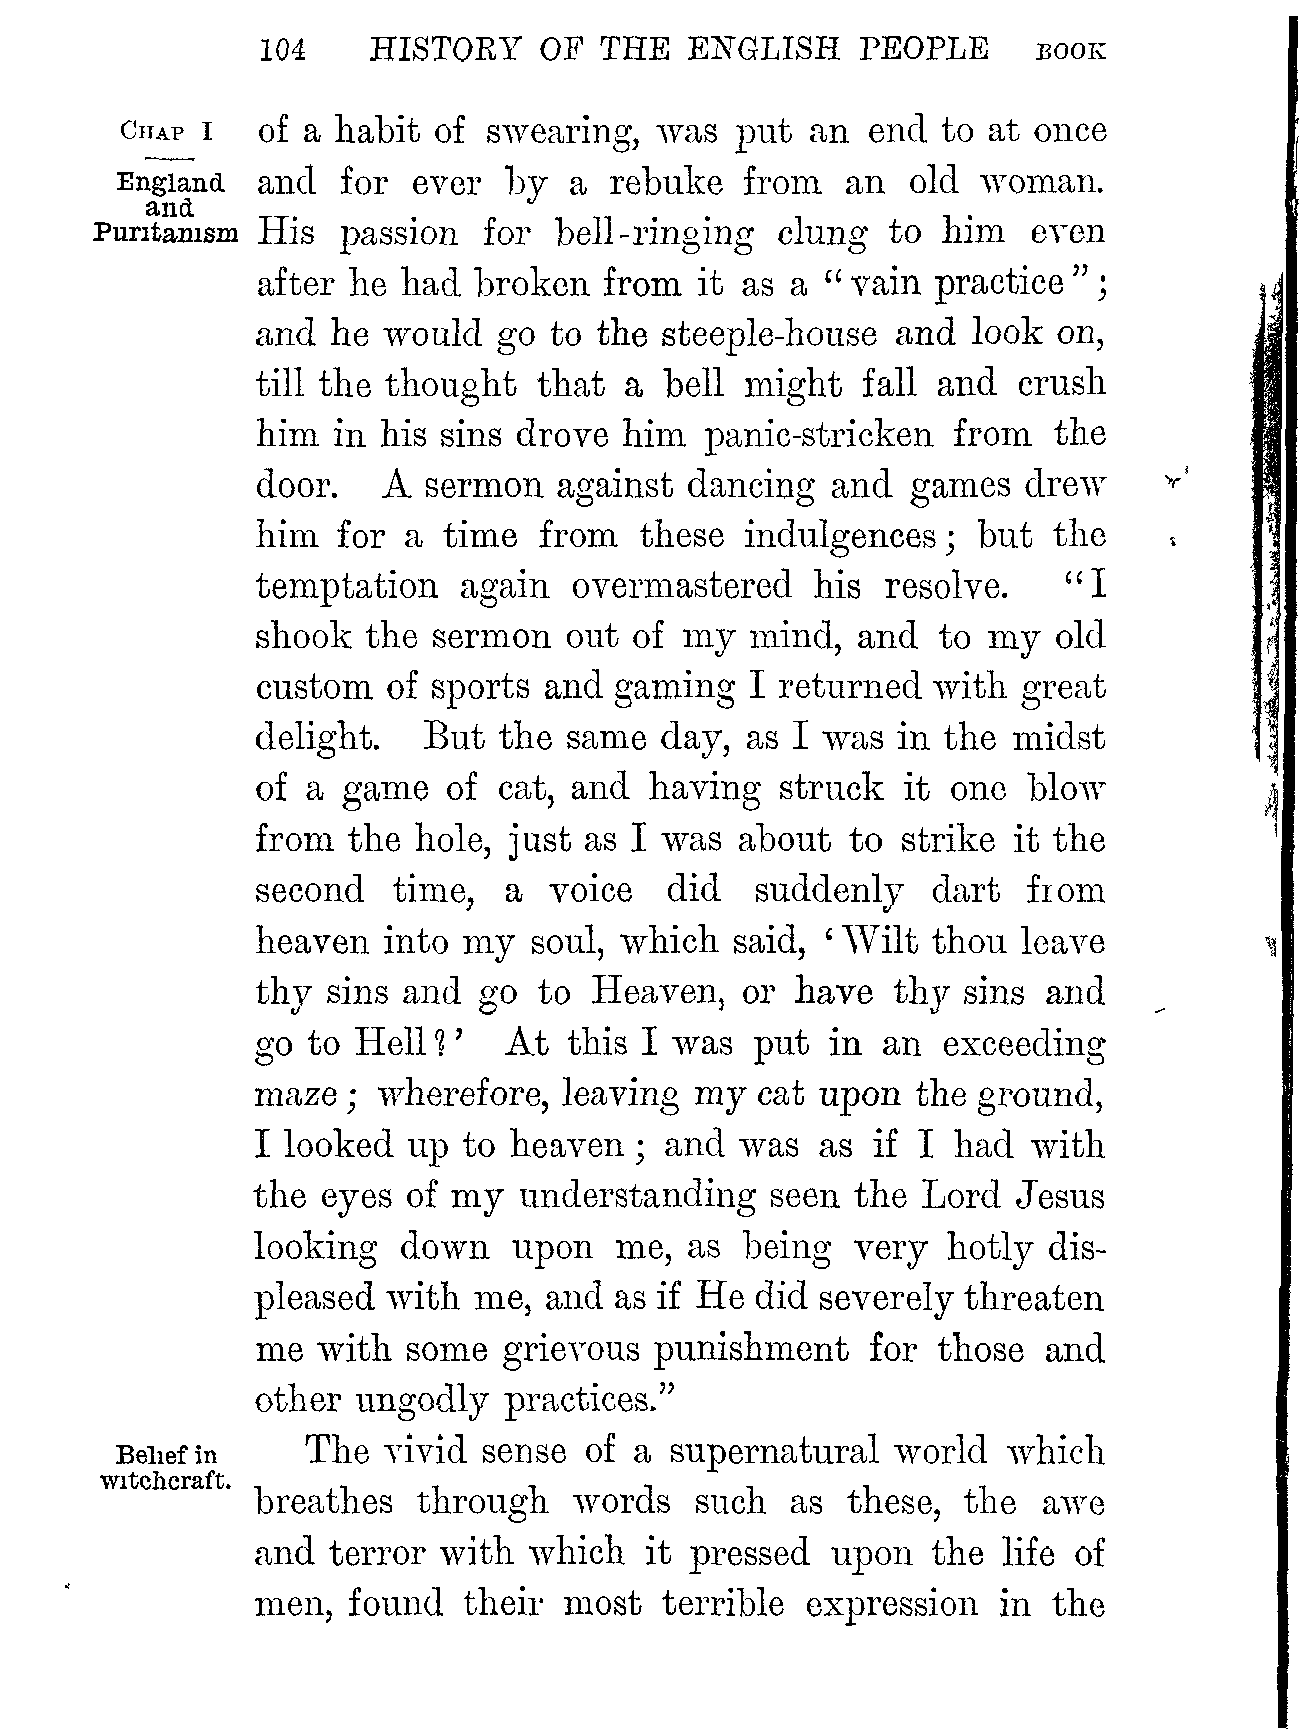 104 HISTORY OF THE ENGLISH PEOPLE BOOK
CHAP I
England
and
Puritanism
of a habit of swearing, was put an end to at once
and for ever by a rebuke from an old woman.
His passion for bell-ringing clung to him even
after he had broken from it as a “vain practice”;
and he would go to the steeple-house and look on,
till the thought that a bell might fall and crush
him in his sins drove him panic-stricken from the
door. A sermon against dancing and games drew
him for a time from these indulgences; but the
temptation again overmastered his resolve. “I
shook the sermon out of my mind, and to my old
custom of sports and gaming I returned with great
delight. But the same day, as I was in the midst
of a game of cat, and having struck it one blow
from the hole, just as I was about to strike it the
second time, a voice did suddenly dart from
heaven into my soul, which said, ‘Wilt thou leave
thy sins and go to Heaven, or have thy sins and
go to Hell?’ At this I was put in an exceeding
maze; wherefore, leaving my cat upon the ground,
I looked up to heaven; and was as if I had with
the eyes of my understanding seen the Lord Jesus
looking down upon me, as being very hotly dis-
pleased with me, and as if He did severely threaten
me with some grievous punishment for those and
other ungodly practices.”
Belief in
witchcraft.
The vivid sense of a supernatural world which
breathes through words such as these, the awe
and terror with which it pressed upon the life of
men, found their most terrible expression in the